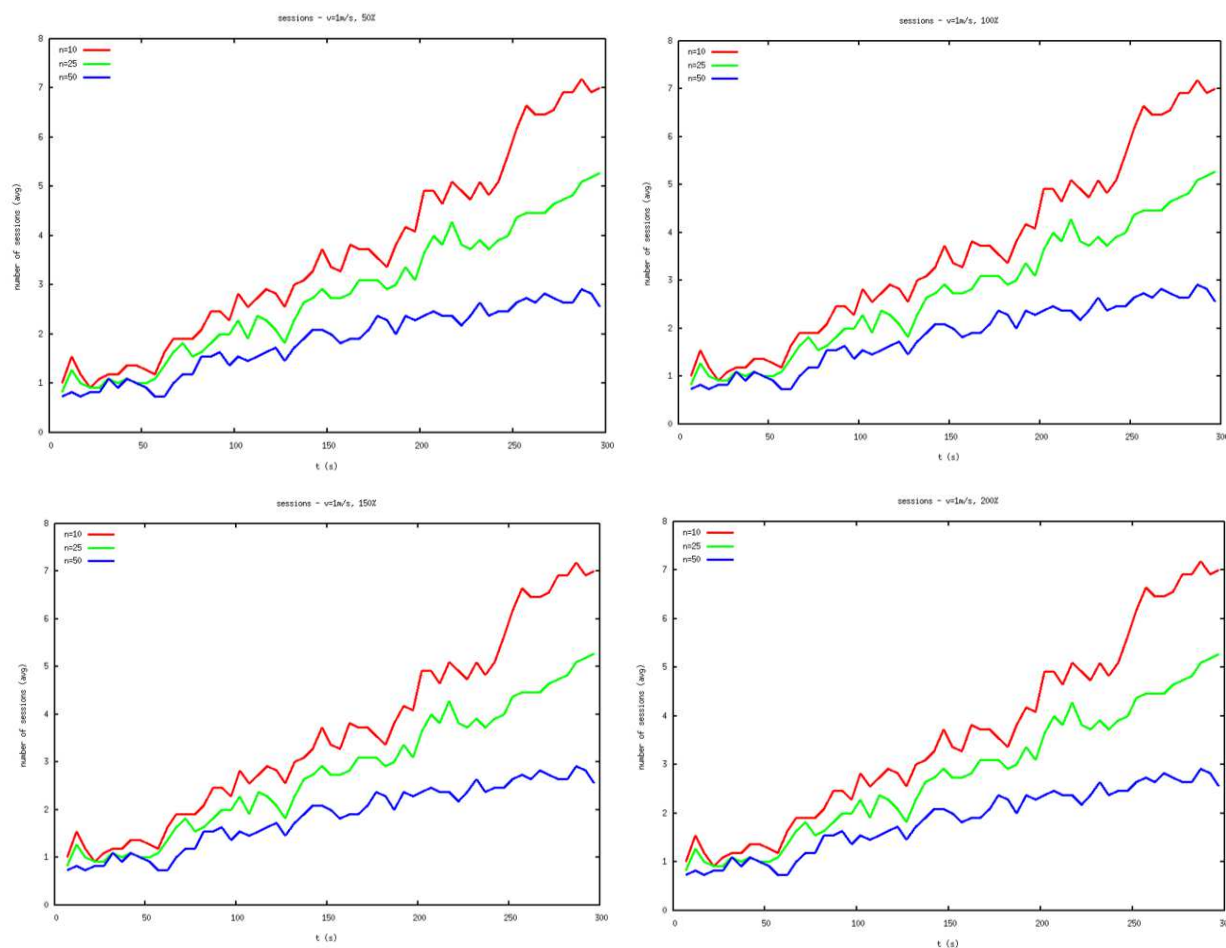 sessions - v=1m/s, 50%
n=10
n=25
n=50
number of sessions (avg)
0
1
2
3
4
5
6
7
8
0 50 100 150 200 250 300
t (s)
sessions - v=1m/s, 100%
n=10
n=25
n=50
number of sessions (avg)
0
1
2
3
4
5
6
7
8
0 50 100 150 200 250 300
t (s)
sessions - v=1m/s, 150%
n=10
n=25
n=50
number of sessions (avg)
0
1
2
3
4
5
6
7
8
0 50 100 150 200 250 300
t (s)
sessions - v=1m/s, 200%
n=10
n=25
n=50
number of sessions (avg)
0
1
2
3
4
5
6
7
8
0 50 100 150 200 250 300
t (s)